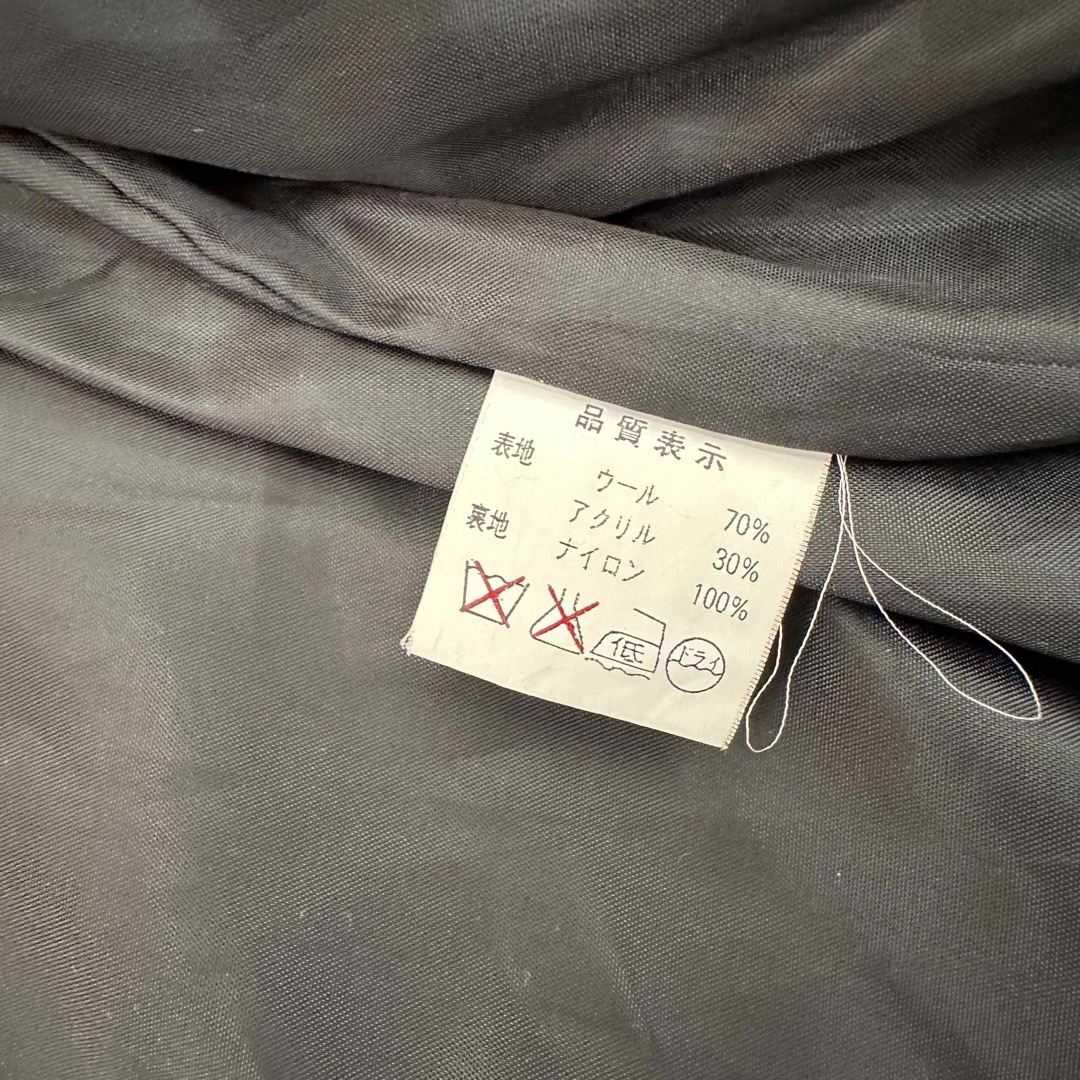 品質表示
表地 ウール 70%
アクリル 30%
裏地 ナイロン 100%
低 ドライ